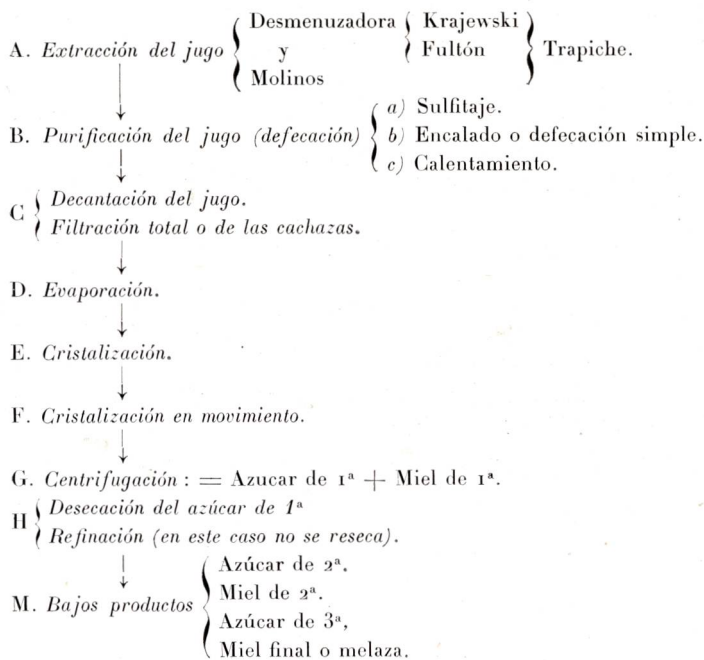 Desmenuzadora Krajewski
A. Extracción del jugo y Fultón Trapiche.
Molinos
a) Sulfitaje.
B. Purificación del jugo (defecación) b) Encalado o defecación simple.
c) Calentamiento.
C Decantación del jugo.
Filtración total o de las cachazas.
D. Evaporación.
E. Cristalización.
F. Cristalización en movimiento.
G. Centrifugación : = Azucar de 1ª + Miel de 1ª.
H Desecación del azúcar de 1ª
Refinación (en este caso no se reseca).
Azúcar de 2ª.
Miel de 2ª.
M. Bajos productos
Azúcar de 3ª,
Miel final o melaza.